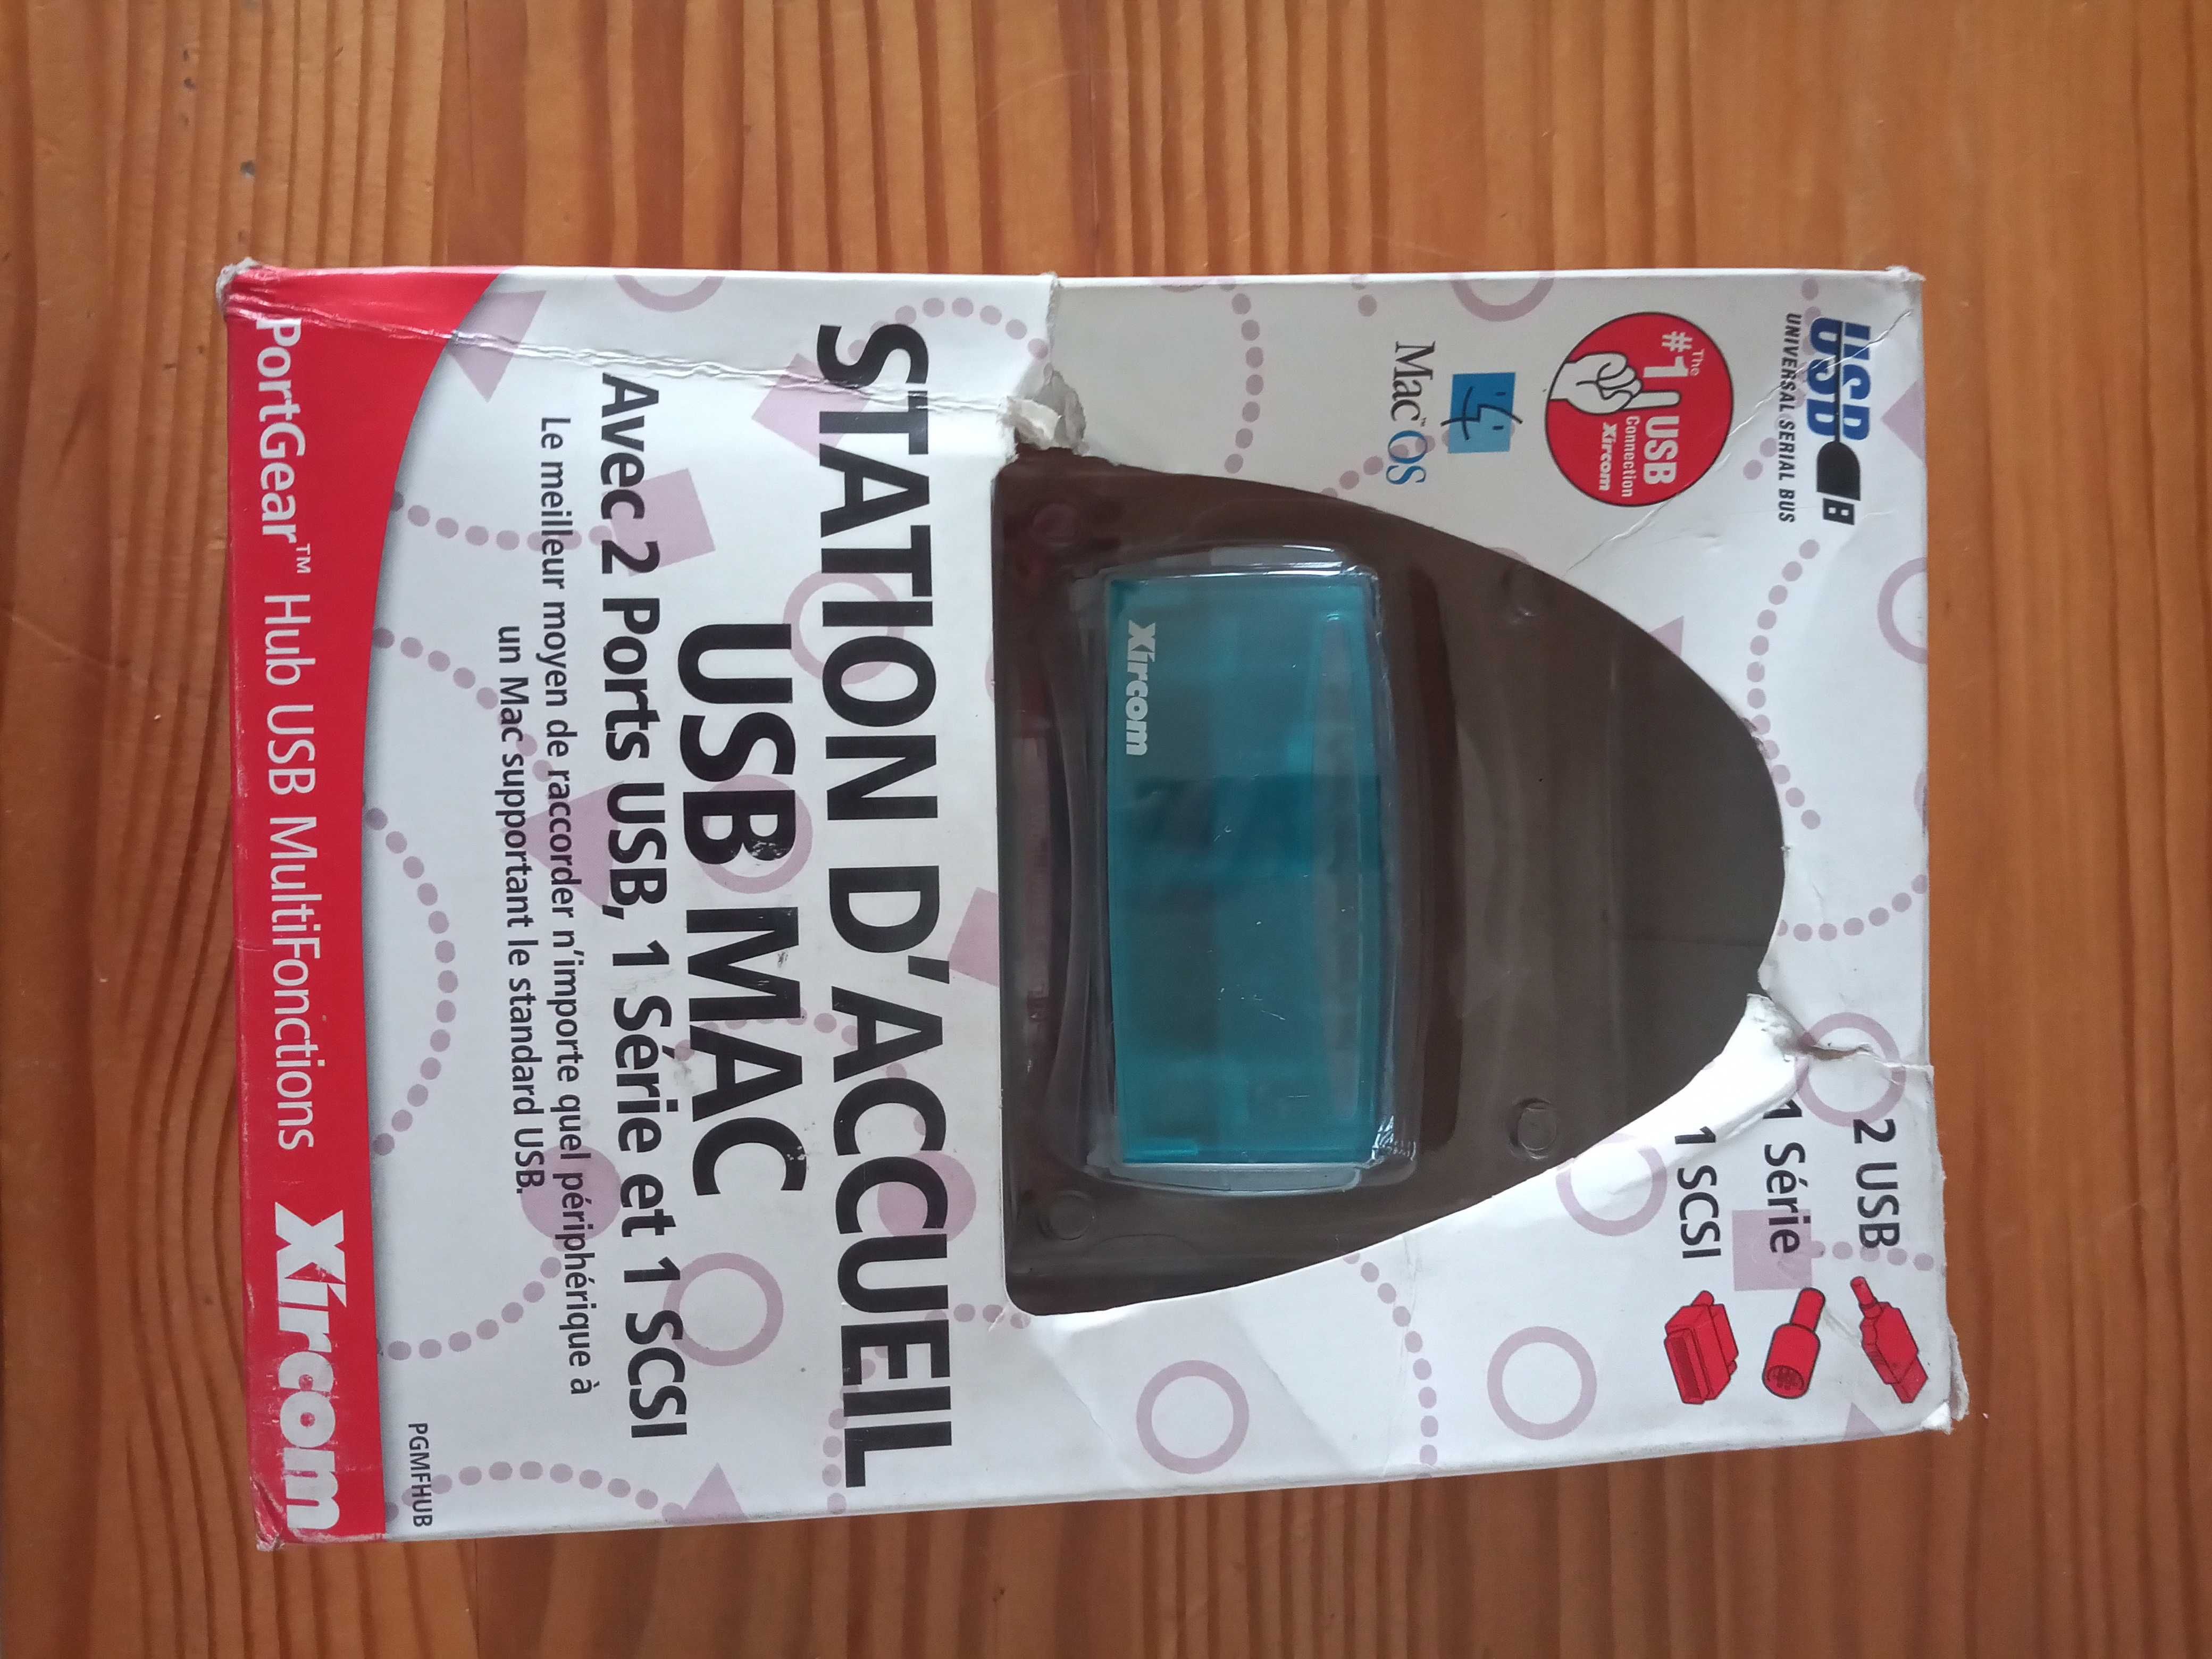 USB
UNIVERSAL SERIAL BUS
The
#1 USB
Connection
Xircom
Mac™ OS
2 USB
1 Série
1 SCSI
Xircom
STATION D'ACCUEIL
USB MAC
Avec 2 Ports USB, 1 Série et 1 SCSI
Le meilleur moyen de raccorder n'importe quel périphérique à
un Mac supportant le standard USB.
PGMFHUB
PortGear™ Hub USB MultiFonctions
Xircom